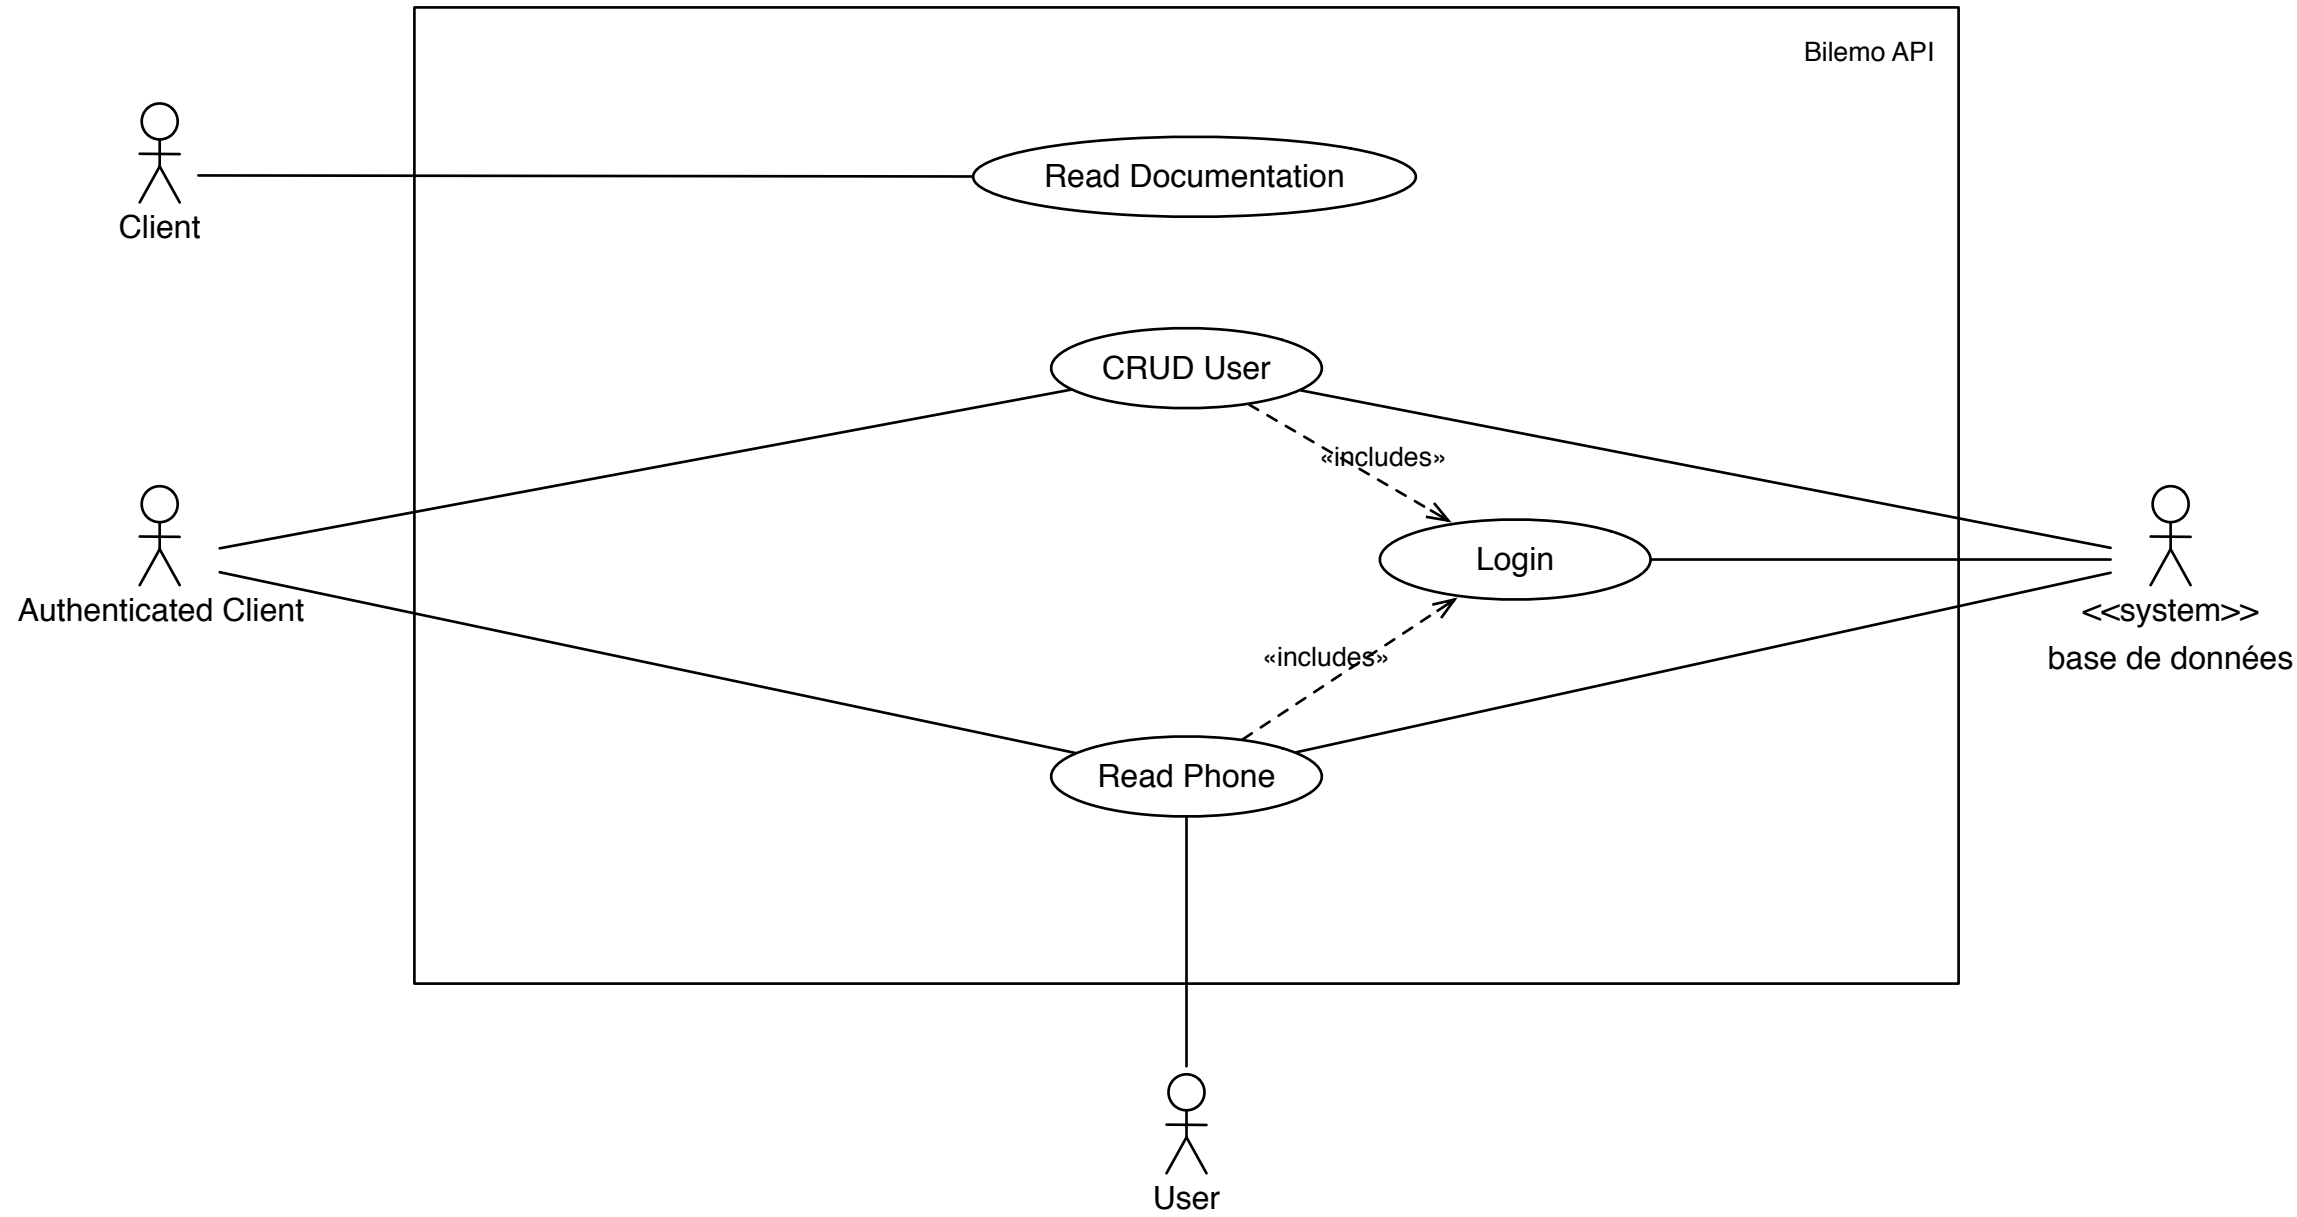 Bilemo API
Read Documentation
Client
CRUD User
«includes»
Login
Authenticated Client
<<system>>
base de données
«includes»
Read Phone
User